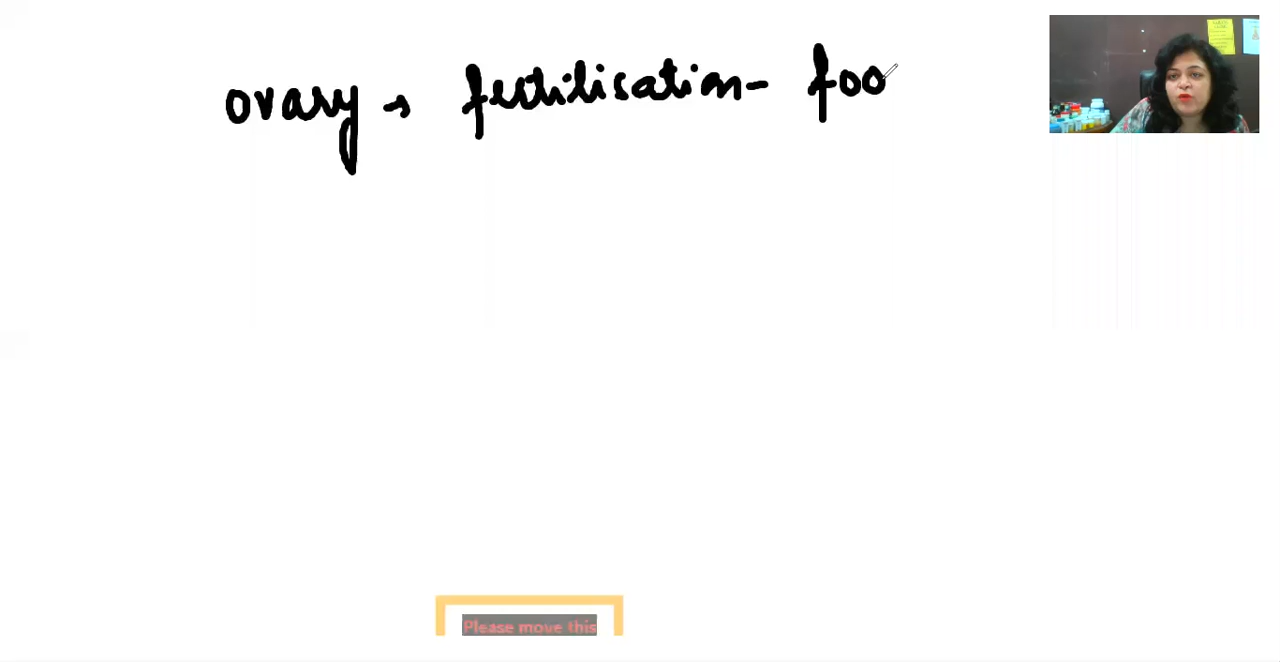 ovary → fertilisation - foo
Please move this